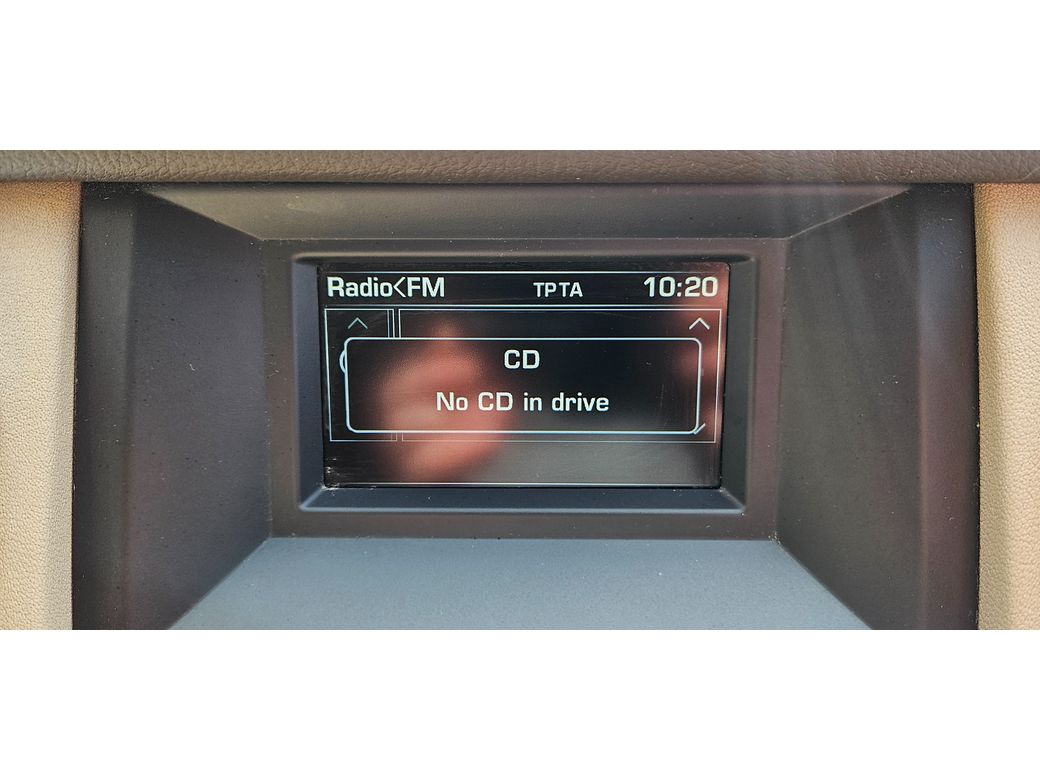 Radio<FM TPTA 10:20
CD
No CD in drive